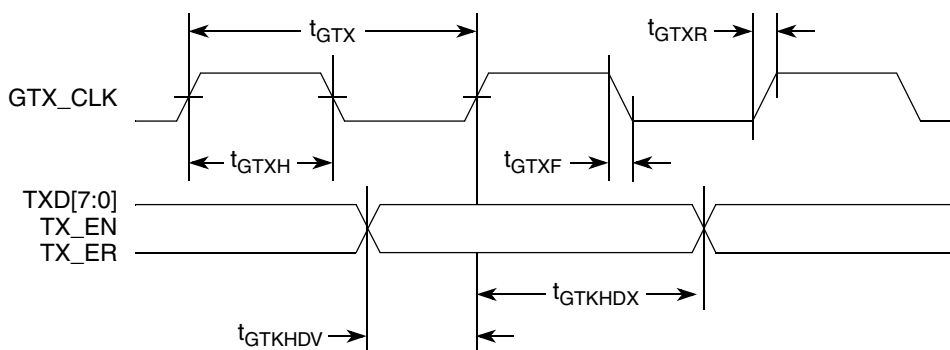 tGTX
tGTXR
GTX_CLK
tGTXH
tGTXF
TXD[7:0]
TX_EN
TX_ER
tGTKHDX
tGTKHDV